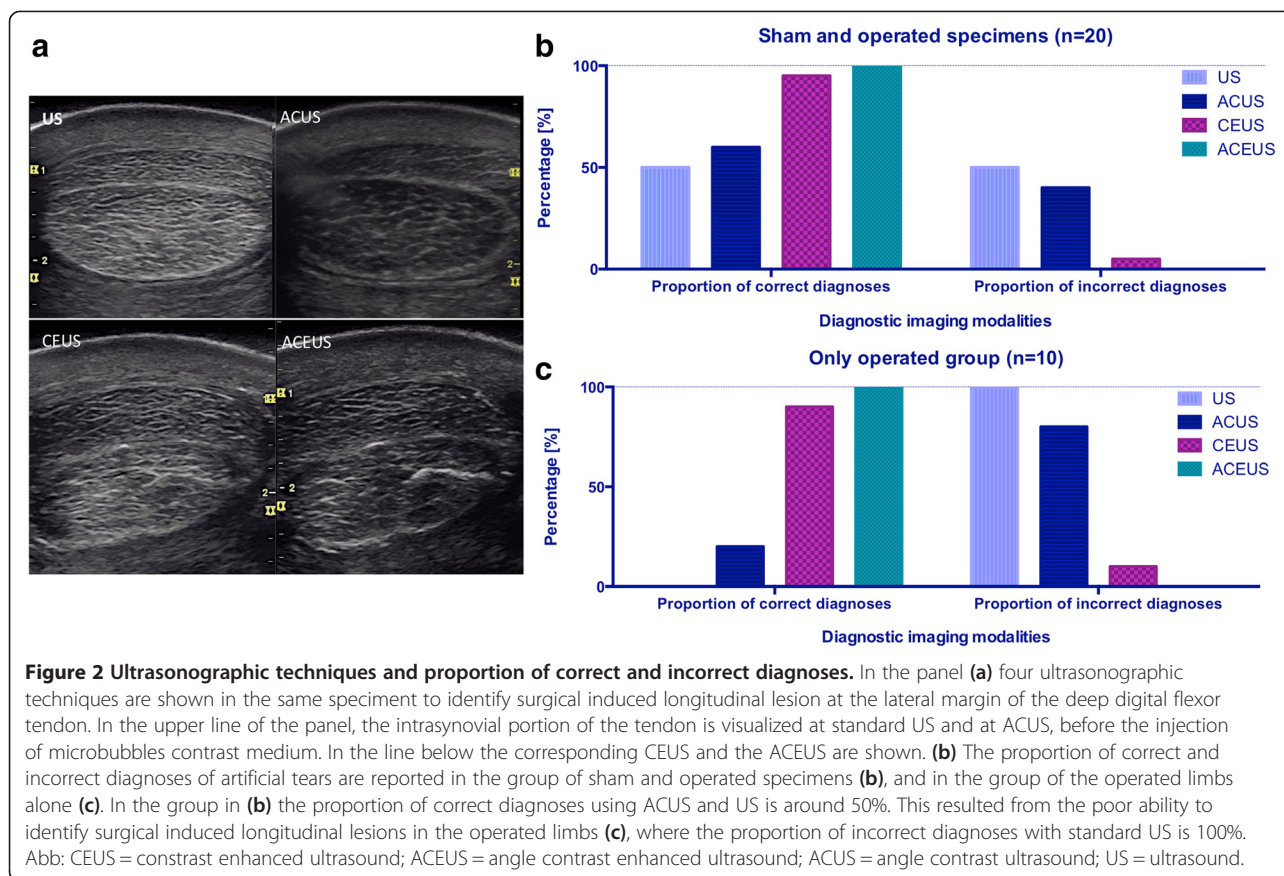 a
US
ACUS
1
2
2
CEUS
ACEUS
1
2
2
b
Sham and operated specimens (n=20)
Percentage [%]
100
50
0
US
ACUS
CEUS
ACEUS
Proportion of correct diagnoses
Proportion of incorrect diagnoses
Diagnostic imaging modalities
c
Only operated group (n=10)
Percentage [%]
100
50
0
US
ACUS
CEUS
ACEUS
Proportion of correct diagnoses
Proportion of incorrect diagnoses
Diagnostic imaging modalities
Figure 2 Ultrasonographic techniques and proportion of correct and incorrect diagnoses. In the panel (a) four ultrasonographic
techniques are shown in the same speciment to identify surgical induced longitudinal lesion at the lateral margin of the deep digital flexor
tendon. In the upper line of the panel, the intrasynovial portion of the tendon is visualized at standard US and at ACUS, before the injection
of microbubbles contrast medium. In the line below the corresponding CEUS and the ACEUS are shown. (b) The proportion of correct and
incorrect diagnoses of artificial tears are reported in the group of sham and operated specimens (b), and in the group of the operated limbs
alone (c). In the group in (b) the proportion of correct diagnoses using ACUS and US is around 50%. This resulted from the poor ability to
identify surgical induced longitudinal lesions in the operated limbs (c), where the proportion of incorrect diagnoses with standard US is 100%.
Abb: CEUS = constrast enhanced ultrasound; ACEUS = angle contrast enhanced ultrasound; ACUS = angle contrast ultrasound; US = ultrasound.